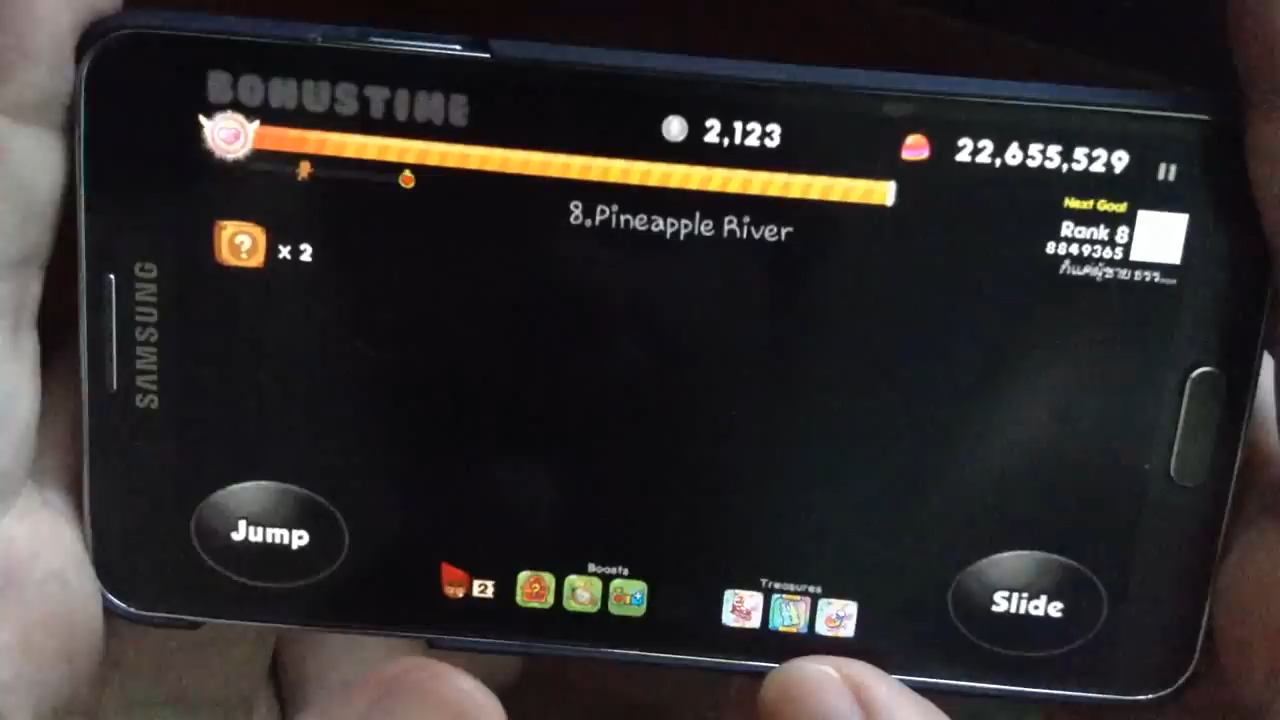 BONUSTIME
2,123
22,655,529
Next Goal
Rank 8
8849365
8.Pineapple River
x 2
SAMSUNG
Jump
2
Boosts
Treasures
Slide